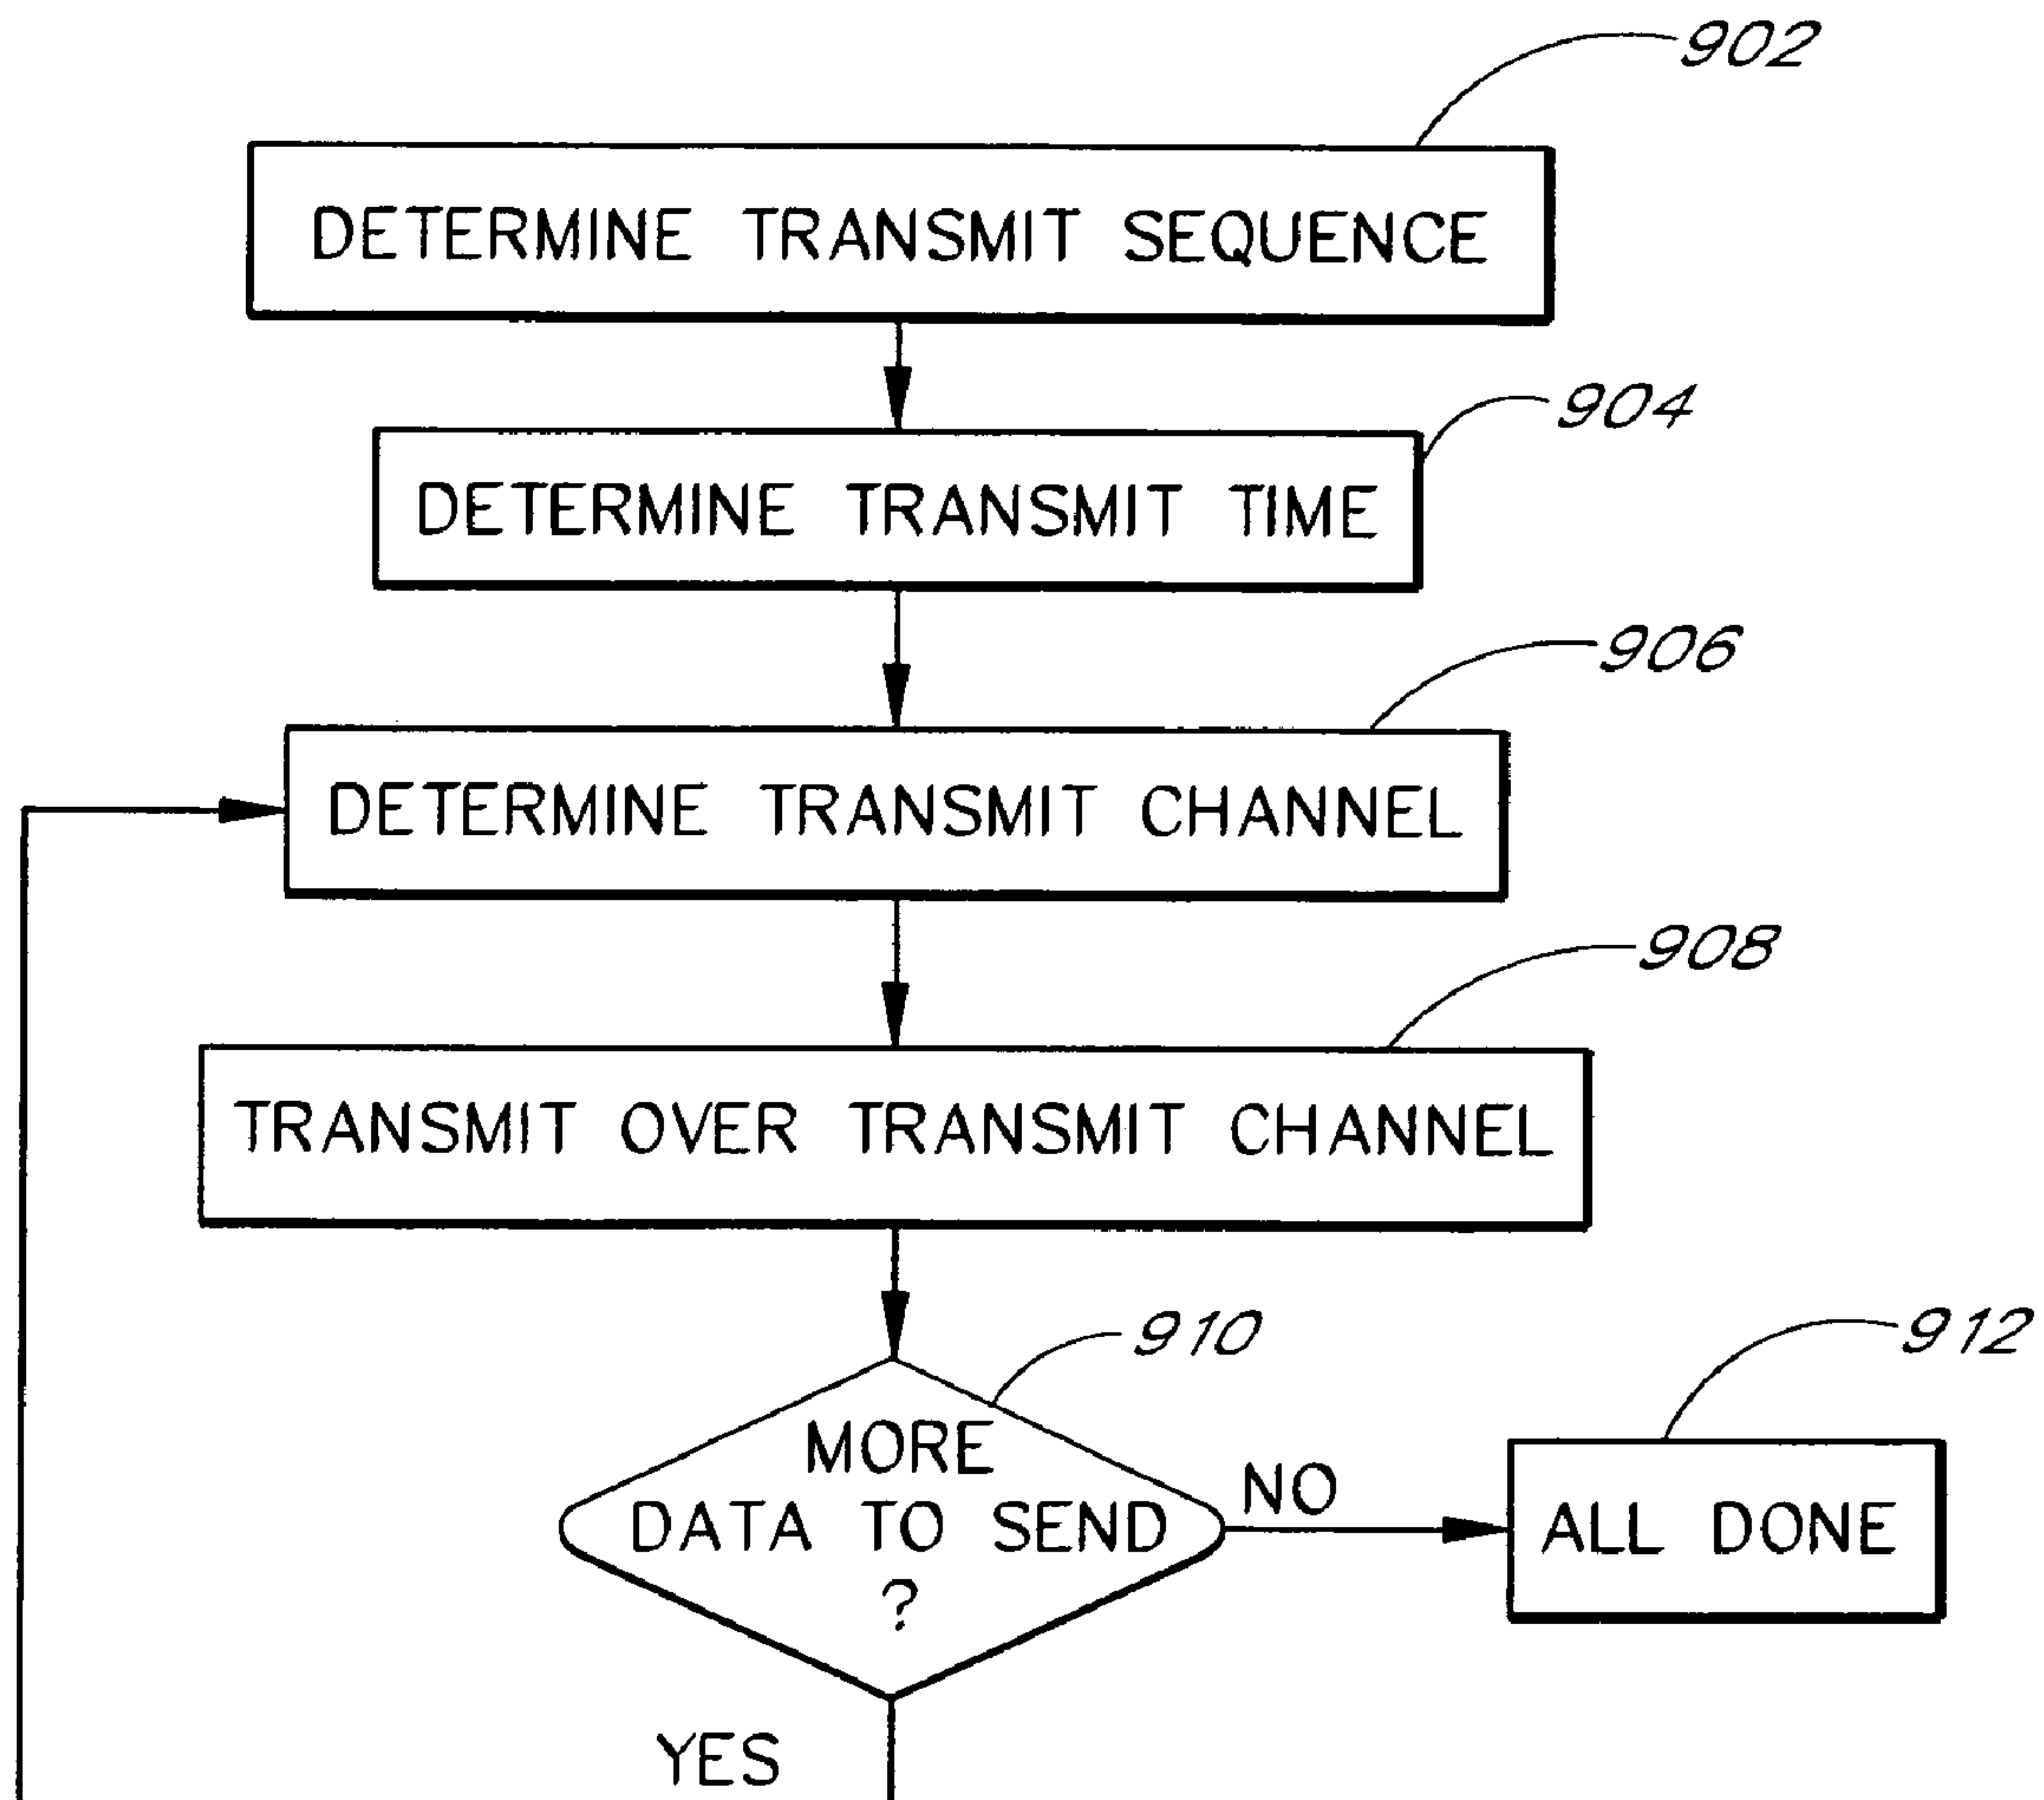 902
DETERMINE TRANSMIT SEQUENCE
904
DETERMINE TRANSMIT TIME
906
DETERMINE TRANSMIT CHANNEL
908
TRANSMIT OVER TRANSMIT CHANNEL
910
912
MORE
DATA TO SEND
?
NO
ALL DONE
YES